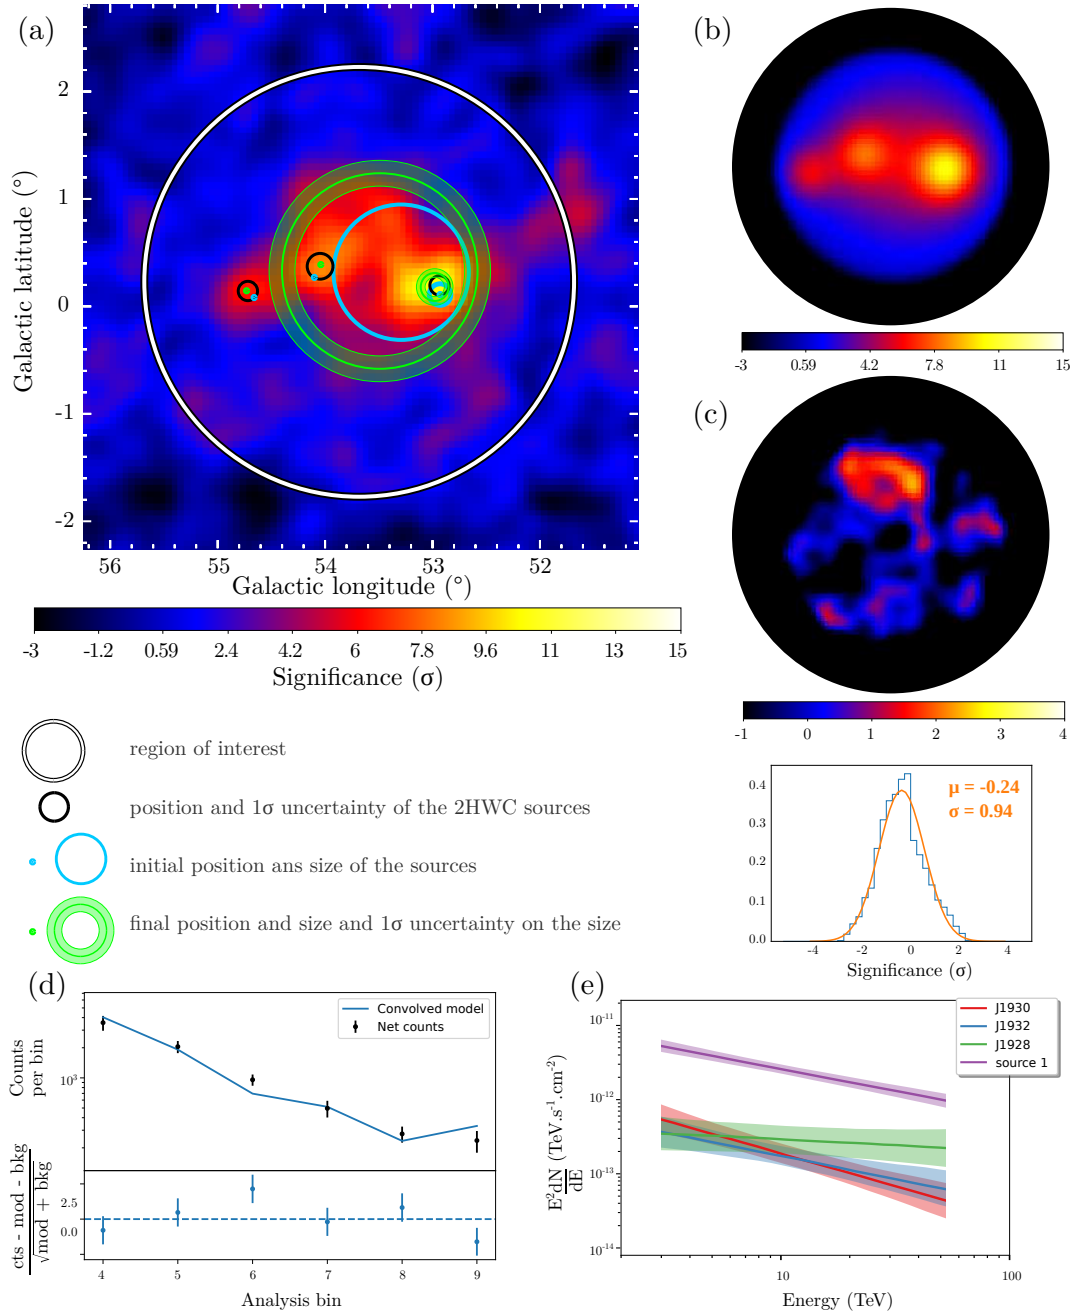 (a)
Galactic latitude (°)
2
1
0
-1
-2
56
55
54
53
52
Galactic longitude (°)
-3
-1.2
0.59
2.4
4.2
6
7.8
9.6
11
13
15
Significance (σ)
(b)
-3
0.59
4.2
7.8
11
15
(c)
-1
0
1
2
3
4
region of interest
position and 1σ uncertainty of the 2HWC sources
initial position ans size of the sources
final position and size and 1σ uncertainty on the size
0.4
0.3
0.2
0.1
0.0
μ = -0.24
σ = 0.94
-4
-2
0
2
4
Significance (σ)
(d)
Convolved model
Net counts
Counts
per bin
10³
cts - mod - bkg
√mod + bkg
2.5
0.0
4
5
6
7
8
9
Analysis bin
(e)
J1930
J1932
J1928
source 1
E²dN/dE (TeV.s⁻¹.cm⁻²)
10⁻¹¹
10⁻¹²
10⁻¹³
10⁻¹⁴
10
100
Energy (TeV)